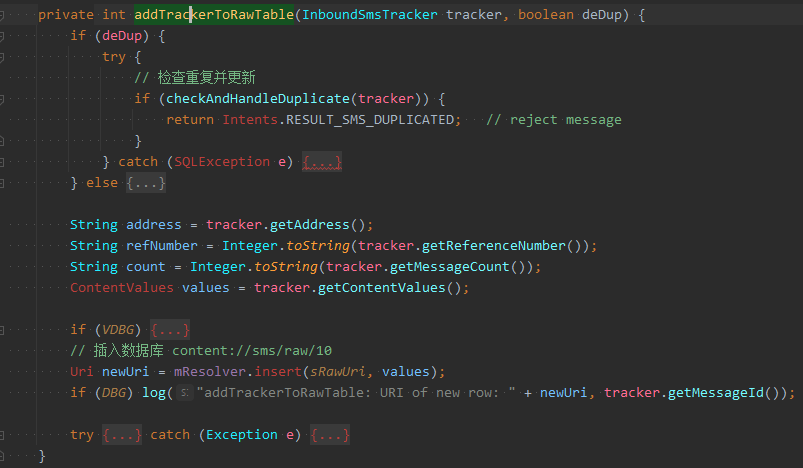 private int addTrackerToRawTable(InboundSmsTracker tracker, boolean deDup) {
if (deDup) {
try {
// 检查重复并更新
if (checkAndHandleDuplicate(tracker)) {
return Intents.RESULT_SMS_DUPLICATED;   // reject message
}
} catch (SQLException e) {...}
} else {...}
String address = tracker.getAddress();
String refNumber = Integer.toString(tracker.getReferenceNumber());
String count = Integer.toString(tracker.getMessageCount());
ContentValues values = tracker.getContentValues();
if (VDBG) {...}
// 插入数据库 content://sms/raw/10
Uri newUri = mResolver.insert(sRawUri, values);
if (DBG) log( s: "addTrackerToRawTable: URI of new row: " + newUri, tracker.getMessageId());
try {...} catch (Exception e) {...}
}